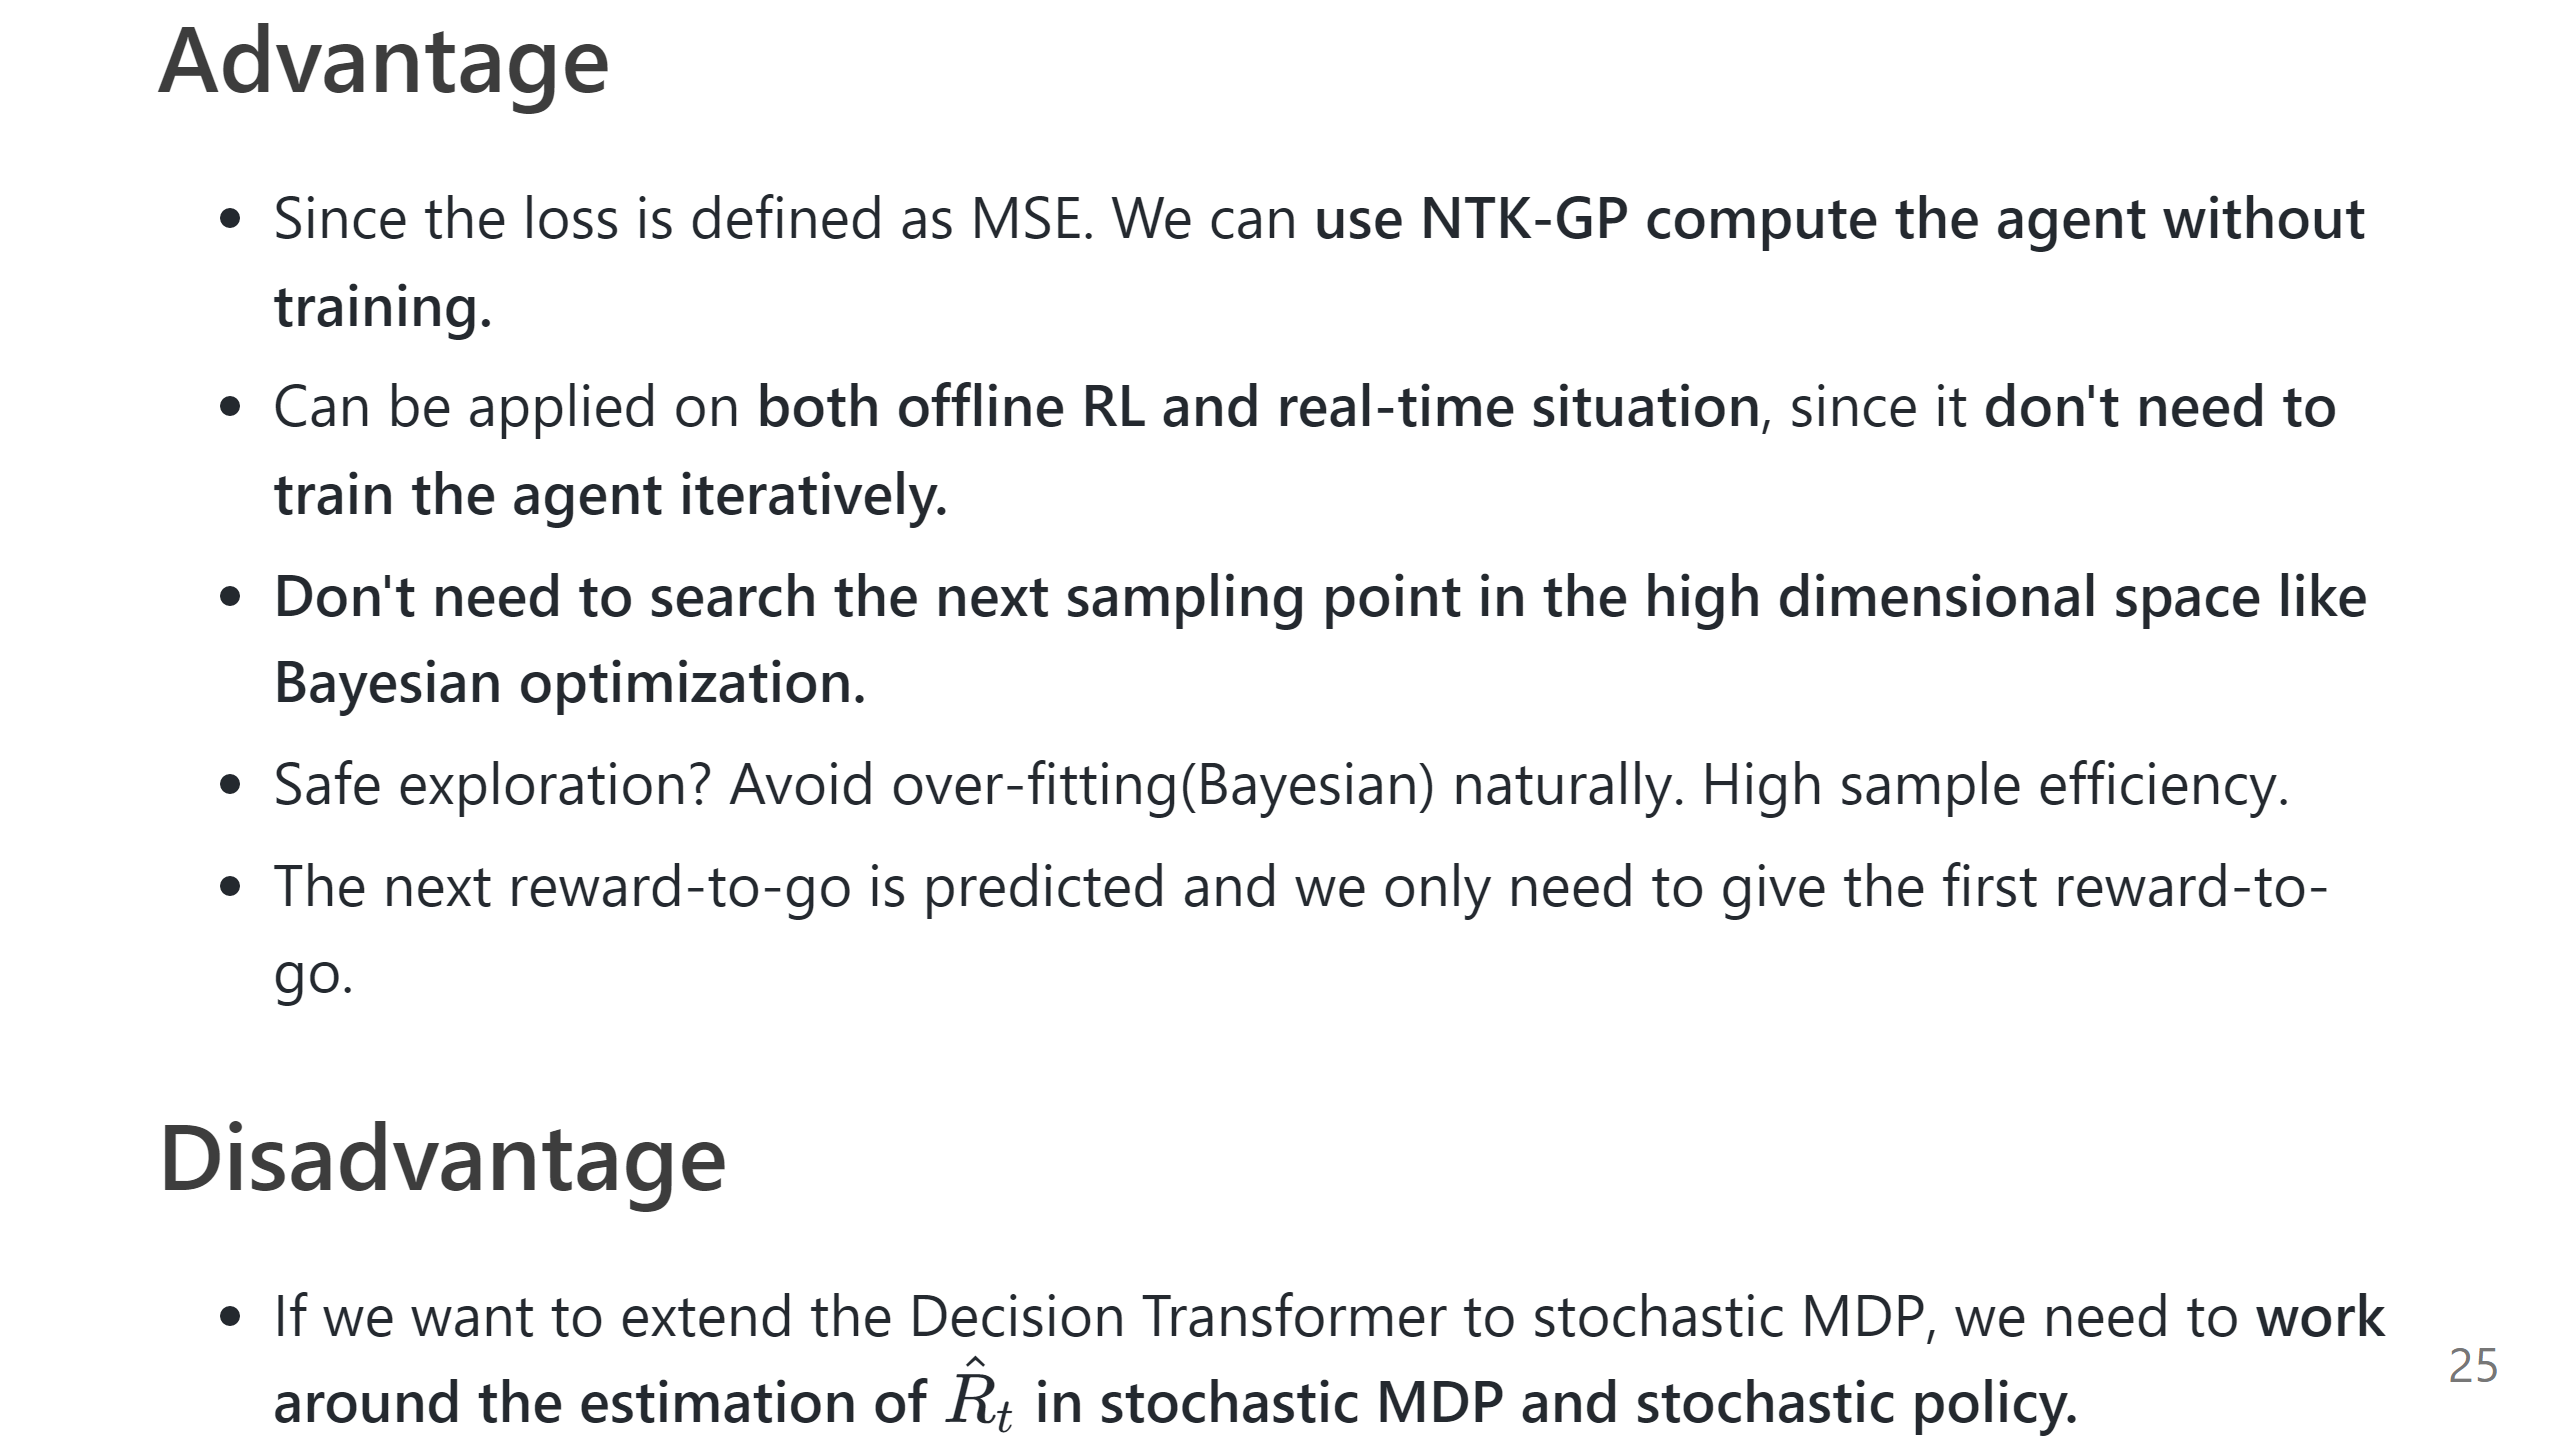 Advantage
• Since the loss is defined as MSE. We can use NTK-GP compute the agent without
training.
• Can be applied on both offline RL and real-time situation, since it don't need to
train the agent iteratively.
• Don't need to search the next sampling point in the high dimensional space like
Bayesian optimization.
• Safe exploration? Avoid over-fitting(Bayesian) naturally. High sample efficiency.
• The next reward-to-go is predicted and we only need to give the first reward-to-
go.
Disadvantage
• If we want to extend the Decision Transformer to stochastic MDP, we need to work
around the estimation of R̂ₜ in stochastic MDP and stochastic policy.
25